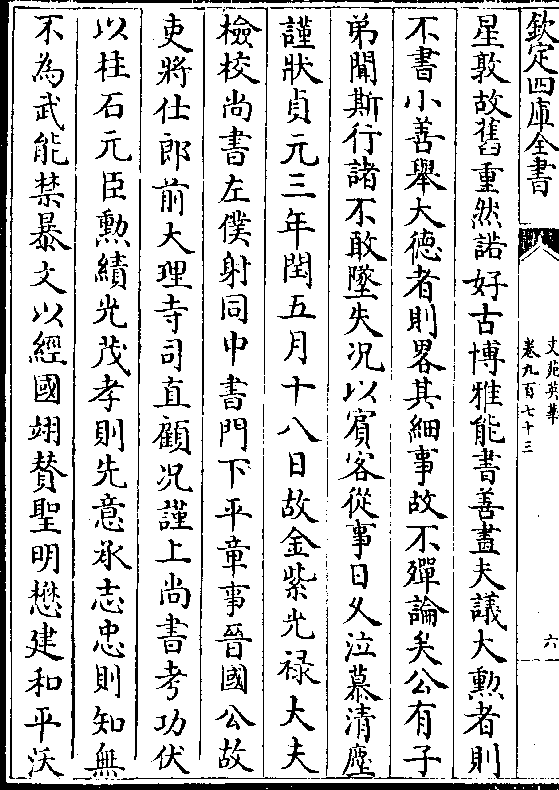 欽定四庫全書
文苑英華
卷九百七十三
六
星敦故舊重然諾好古博雅能書善畫夫議大勲者則
不書小善舉大德者則畧其細事故不殫論矣公有子
弟聞斯行諸不敢墜失况以賓客從事日久泣慕清塵
謹狀貞元三年閏五月十八日故金紫光禄大夫
檢校尚書左僕射同中書門下平章事晉國公故
吏將仕郎前大理寺司直顧况謹上尚書考功伏
以柱石元臣勲績光茂孝則先意承志忠則知無
不為武能禁暴文以經國翊賛聖明懋建和平沃